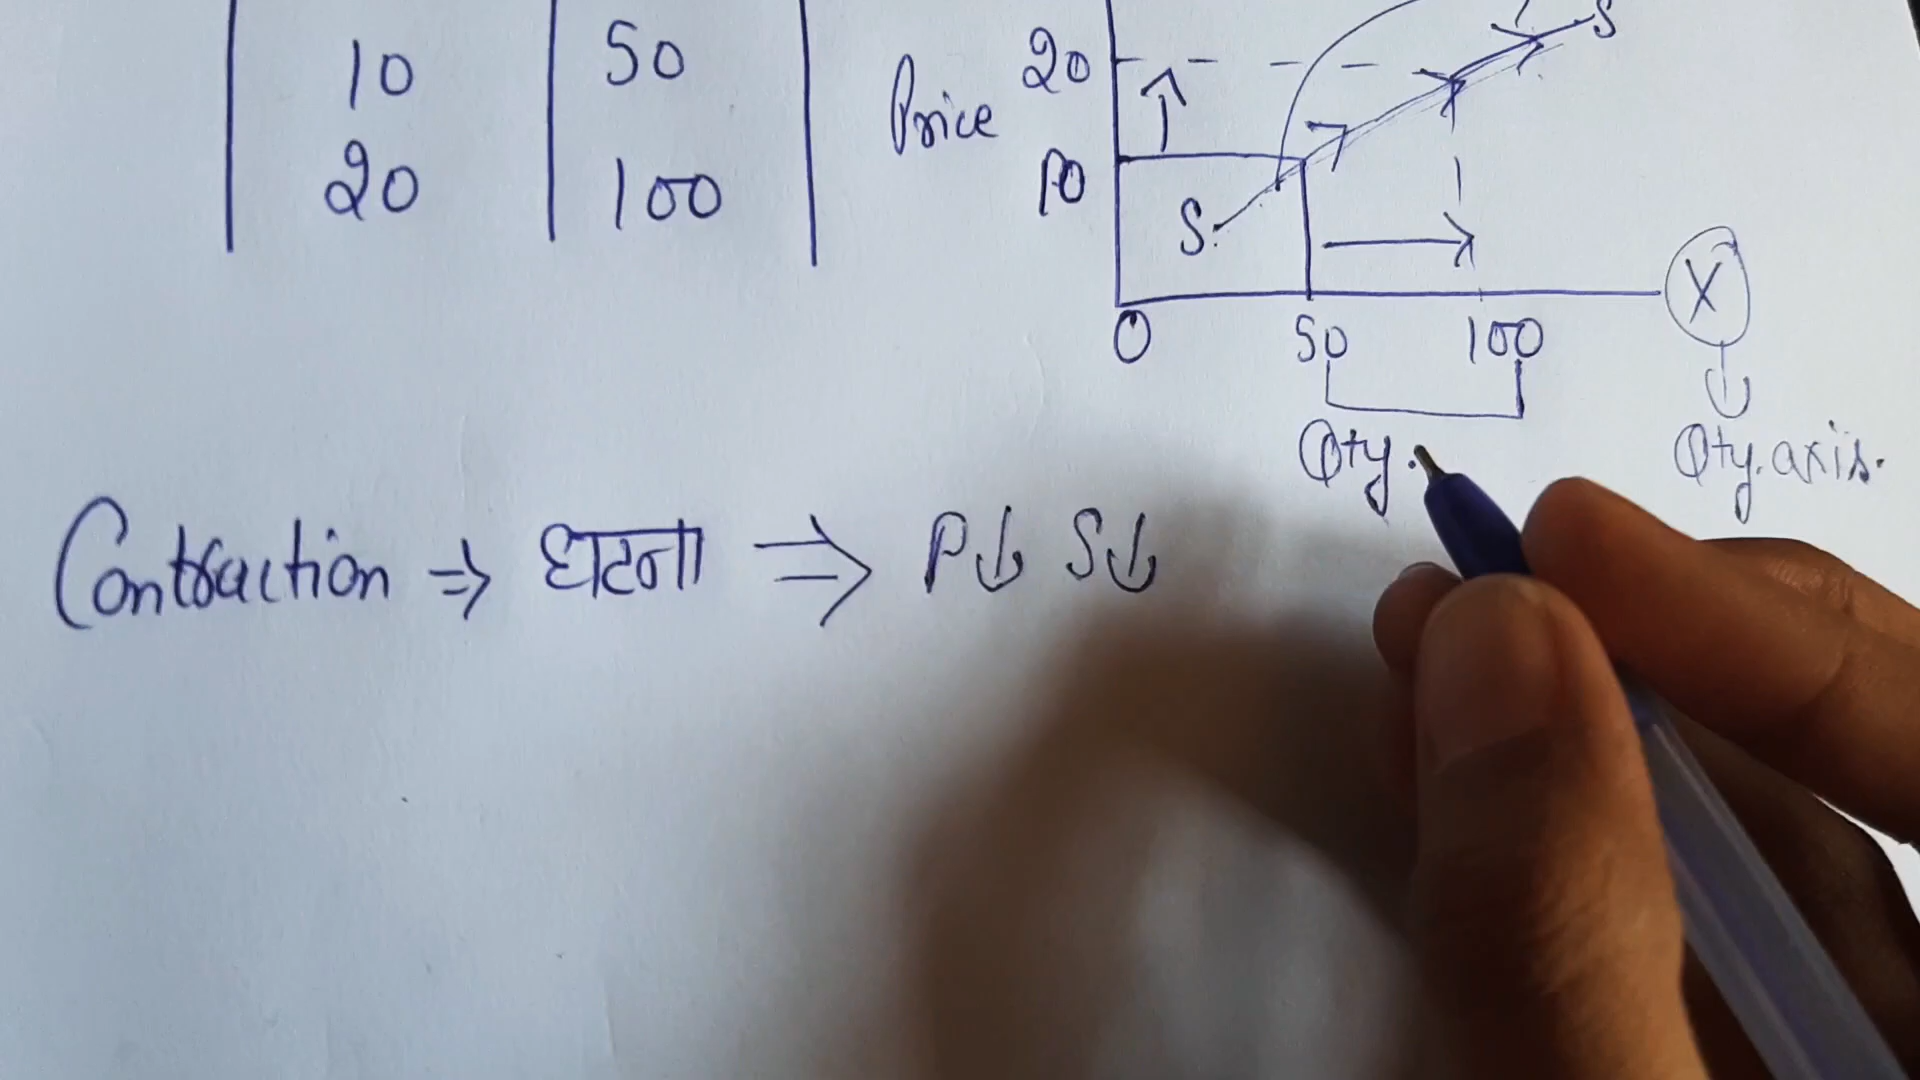 10 50
20 100
S
20
Price
10
S
X
0 50 100
Qty.
Qty. axis.
Contraction ⇒ घटना ⇒ P↓ S↓